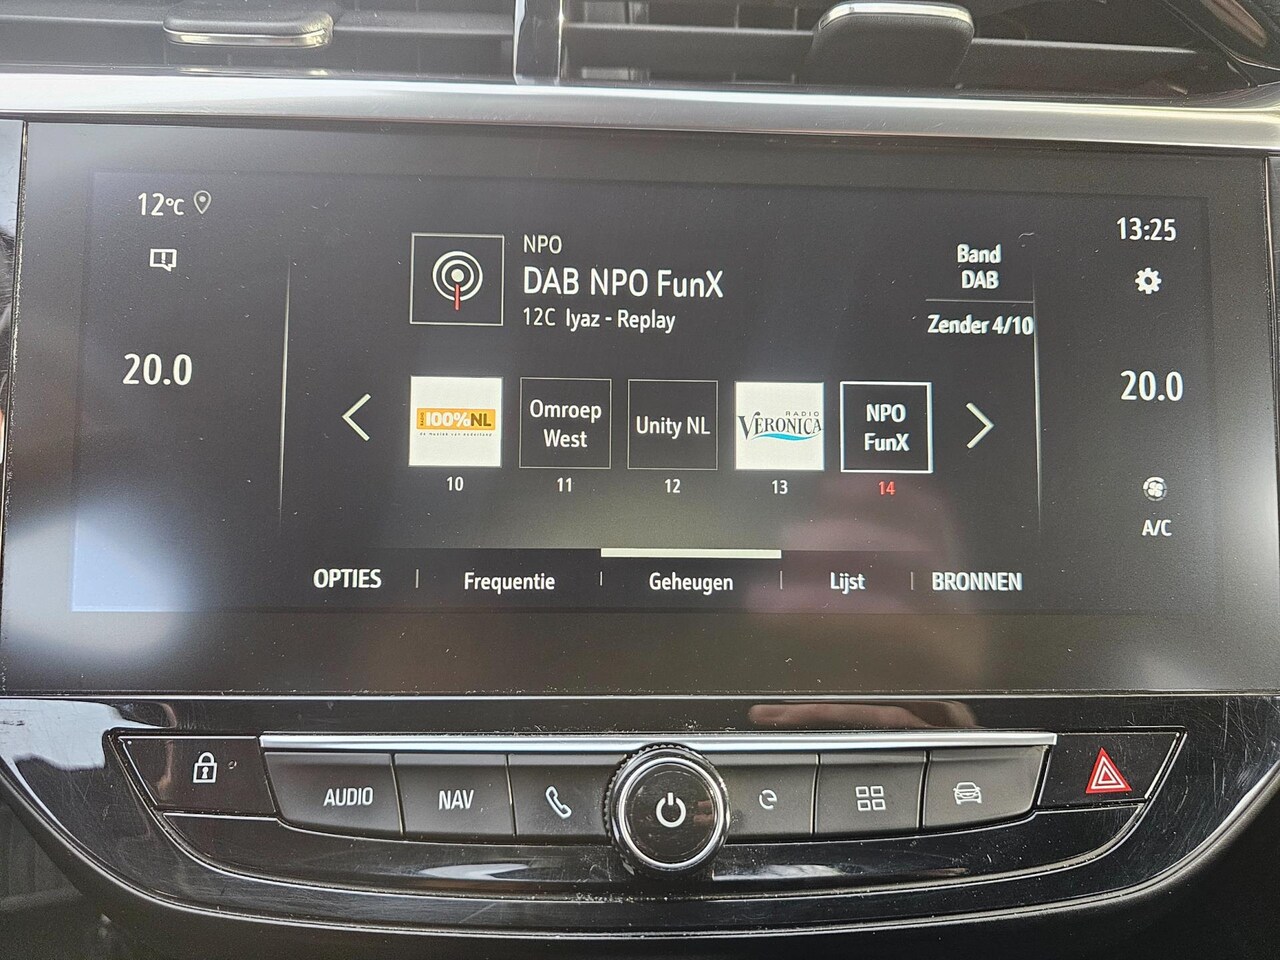 12°C
13:25
NPO
DAB NPO FunX
12C Iyaz - Replay
Band
DAB
Zender 4/10
20.0
20.0
100%NL
Omroep
West
Unity NL
RADIO
VERONICA
NPO
FunX
10
11
12
13
14
A/C
OPTIES
Frequentie
Geheugen
Lijst
BRONNEN
AUDIO
NAV